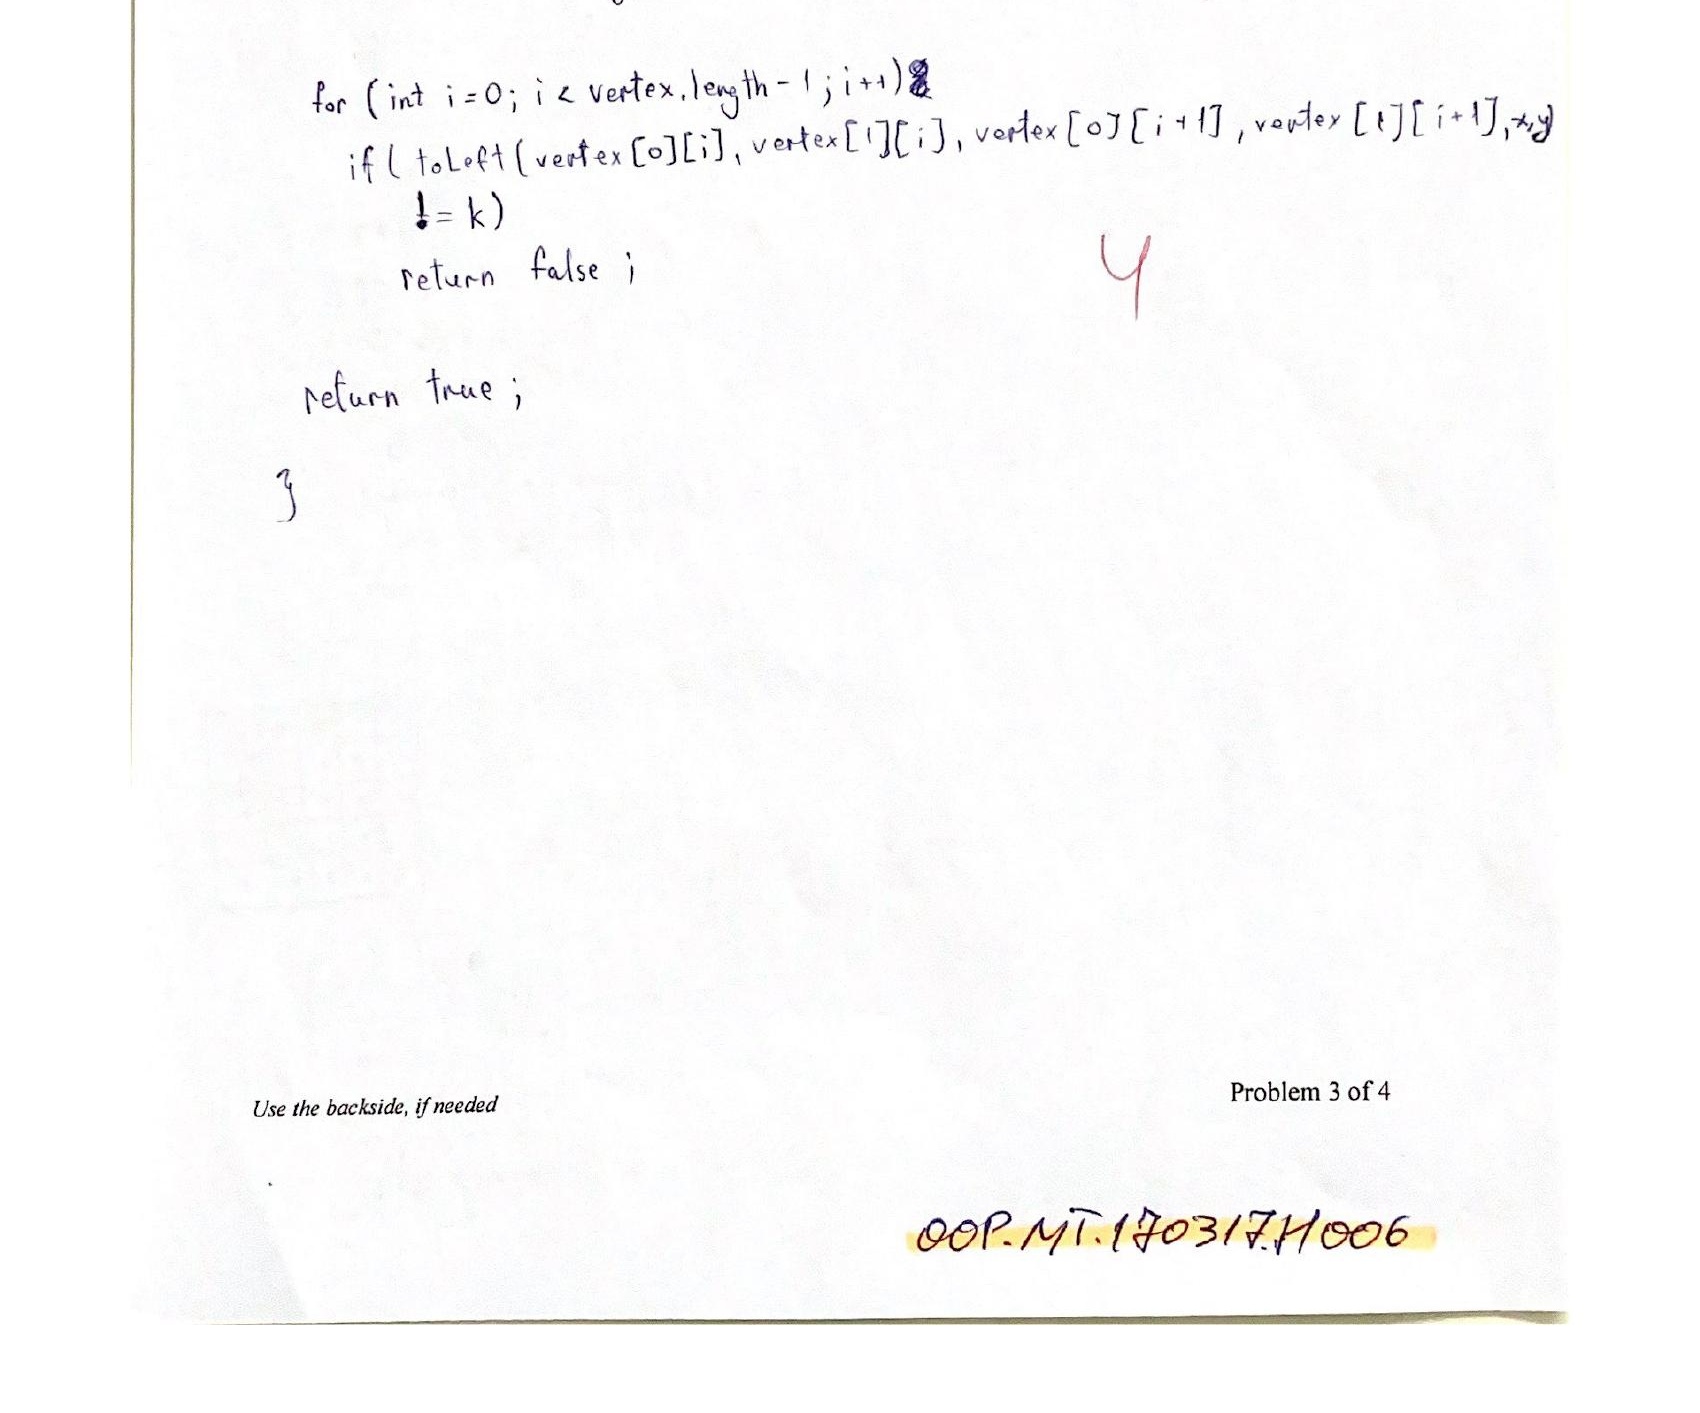 for (int i=0; i < vertex.length-1; i++)
if( toLeft(vertex[0][i], vertex[1][i], vertex[0][i+1], vertex[1][i+1],x,y)
!= k)
return false;
4
return true;
}
Use the backside, if needed
Problem 3 of 4
OOP.MT.170317.H006